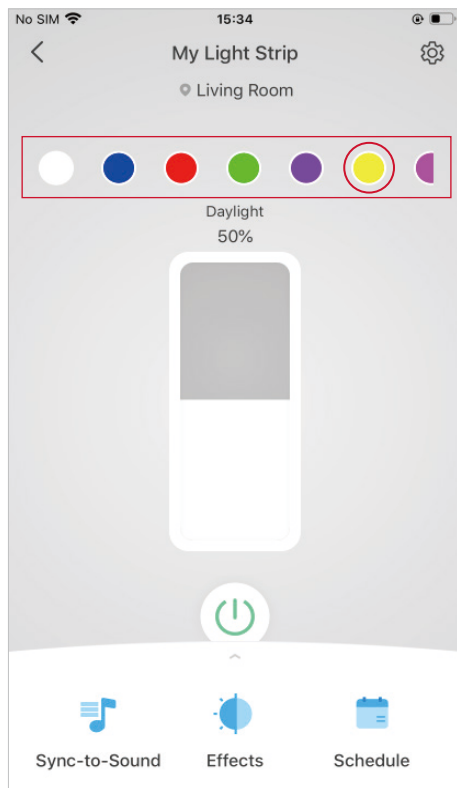 No SIM 15:34
My Light Strip
Living Room
Daylight
50%
Sync-to-Sound Effects Schedule